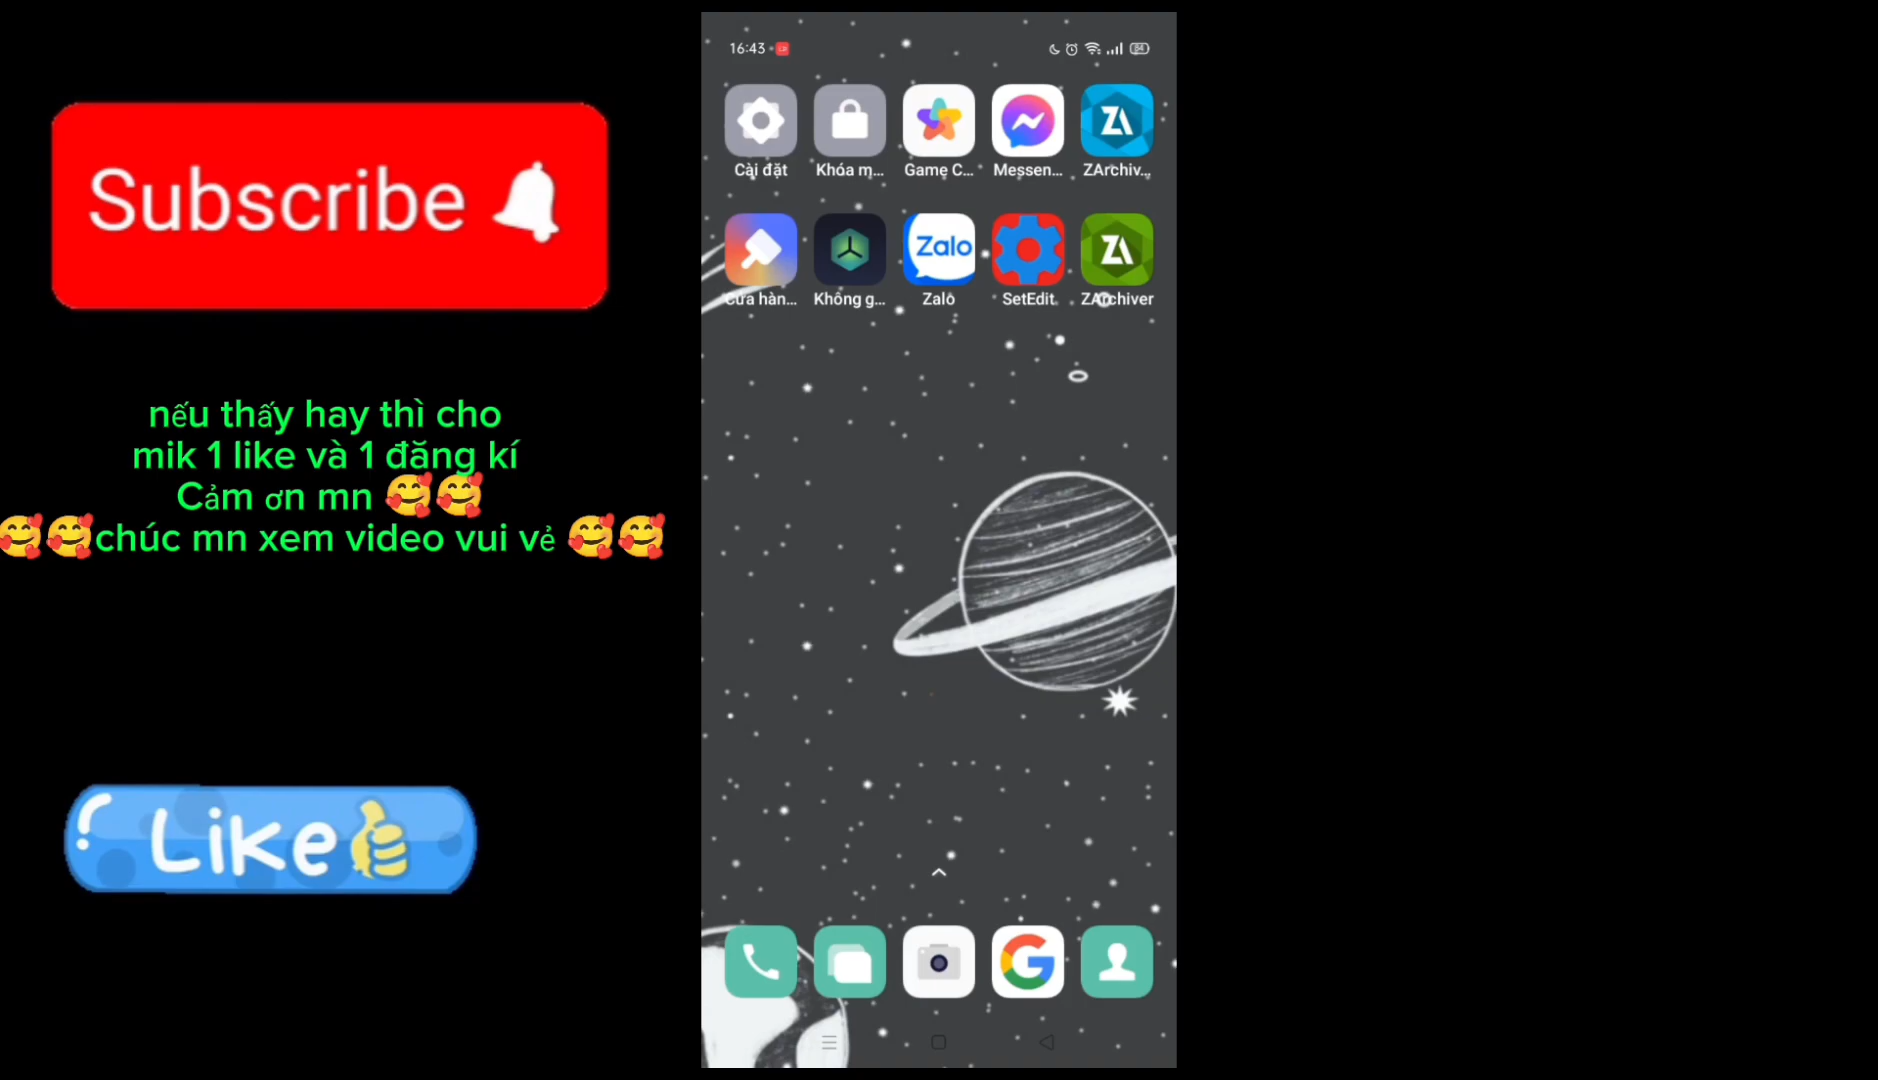 Subscribe
nếu thấy hay thì cho
mik 1 like và 1 đăng kí
Cảm ơn mn 🥰🥰
🥰🥰chúc mn xem video vui vẻ 🥰🥰
Like
16:43
84
Cài đặt
Khóa m...
Game C...
Messen...
ZArchiv...
Zalo
Cửa hàn...
Không g...
Zalo
SetEdit
ZArchiver